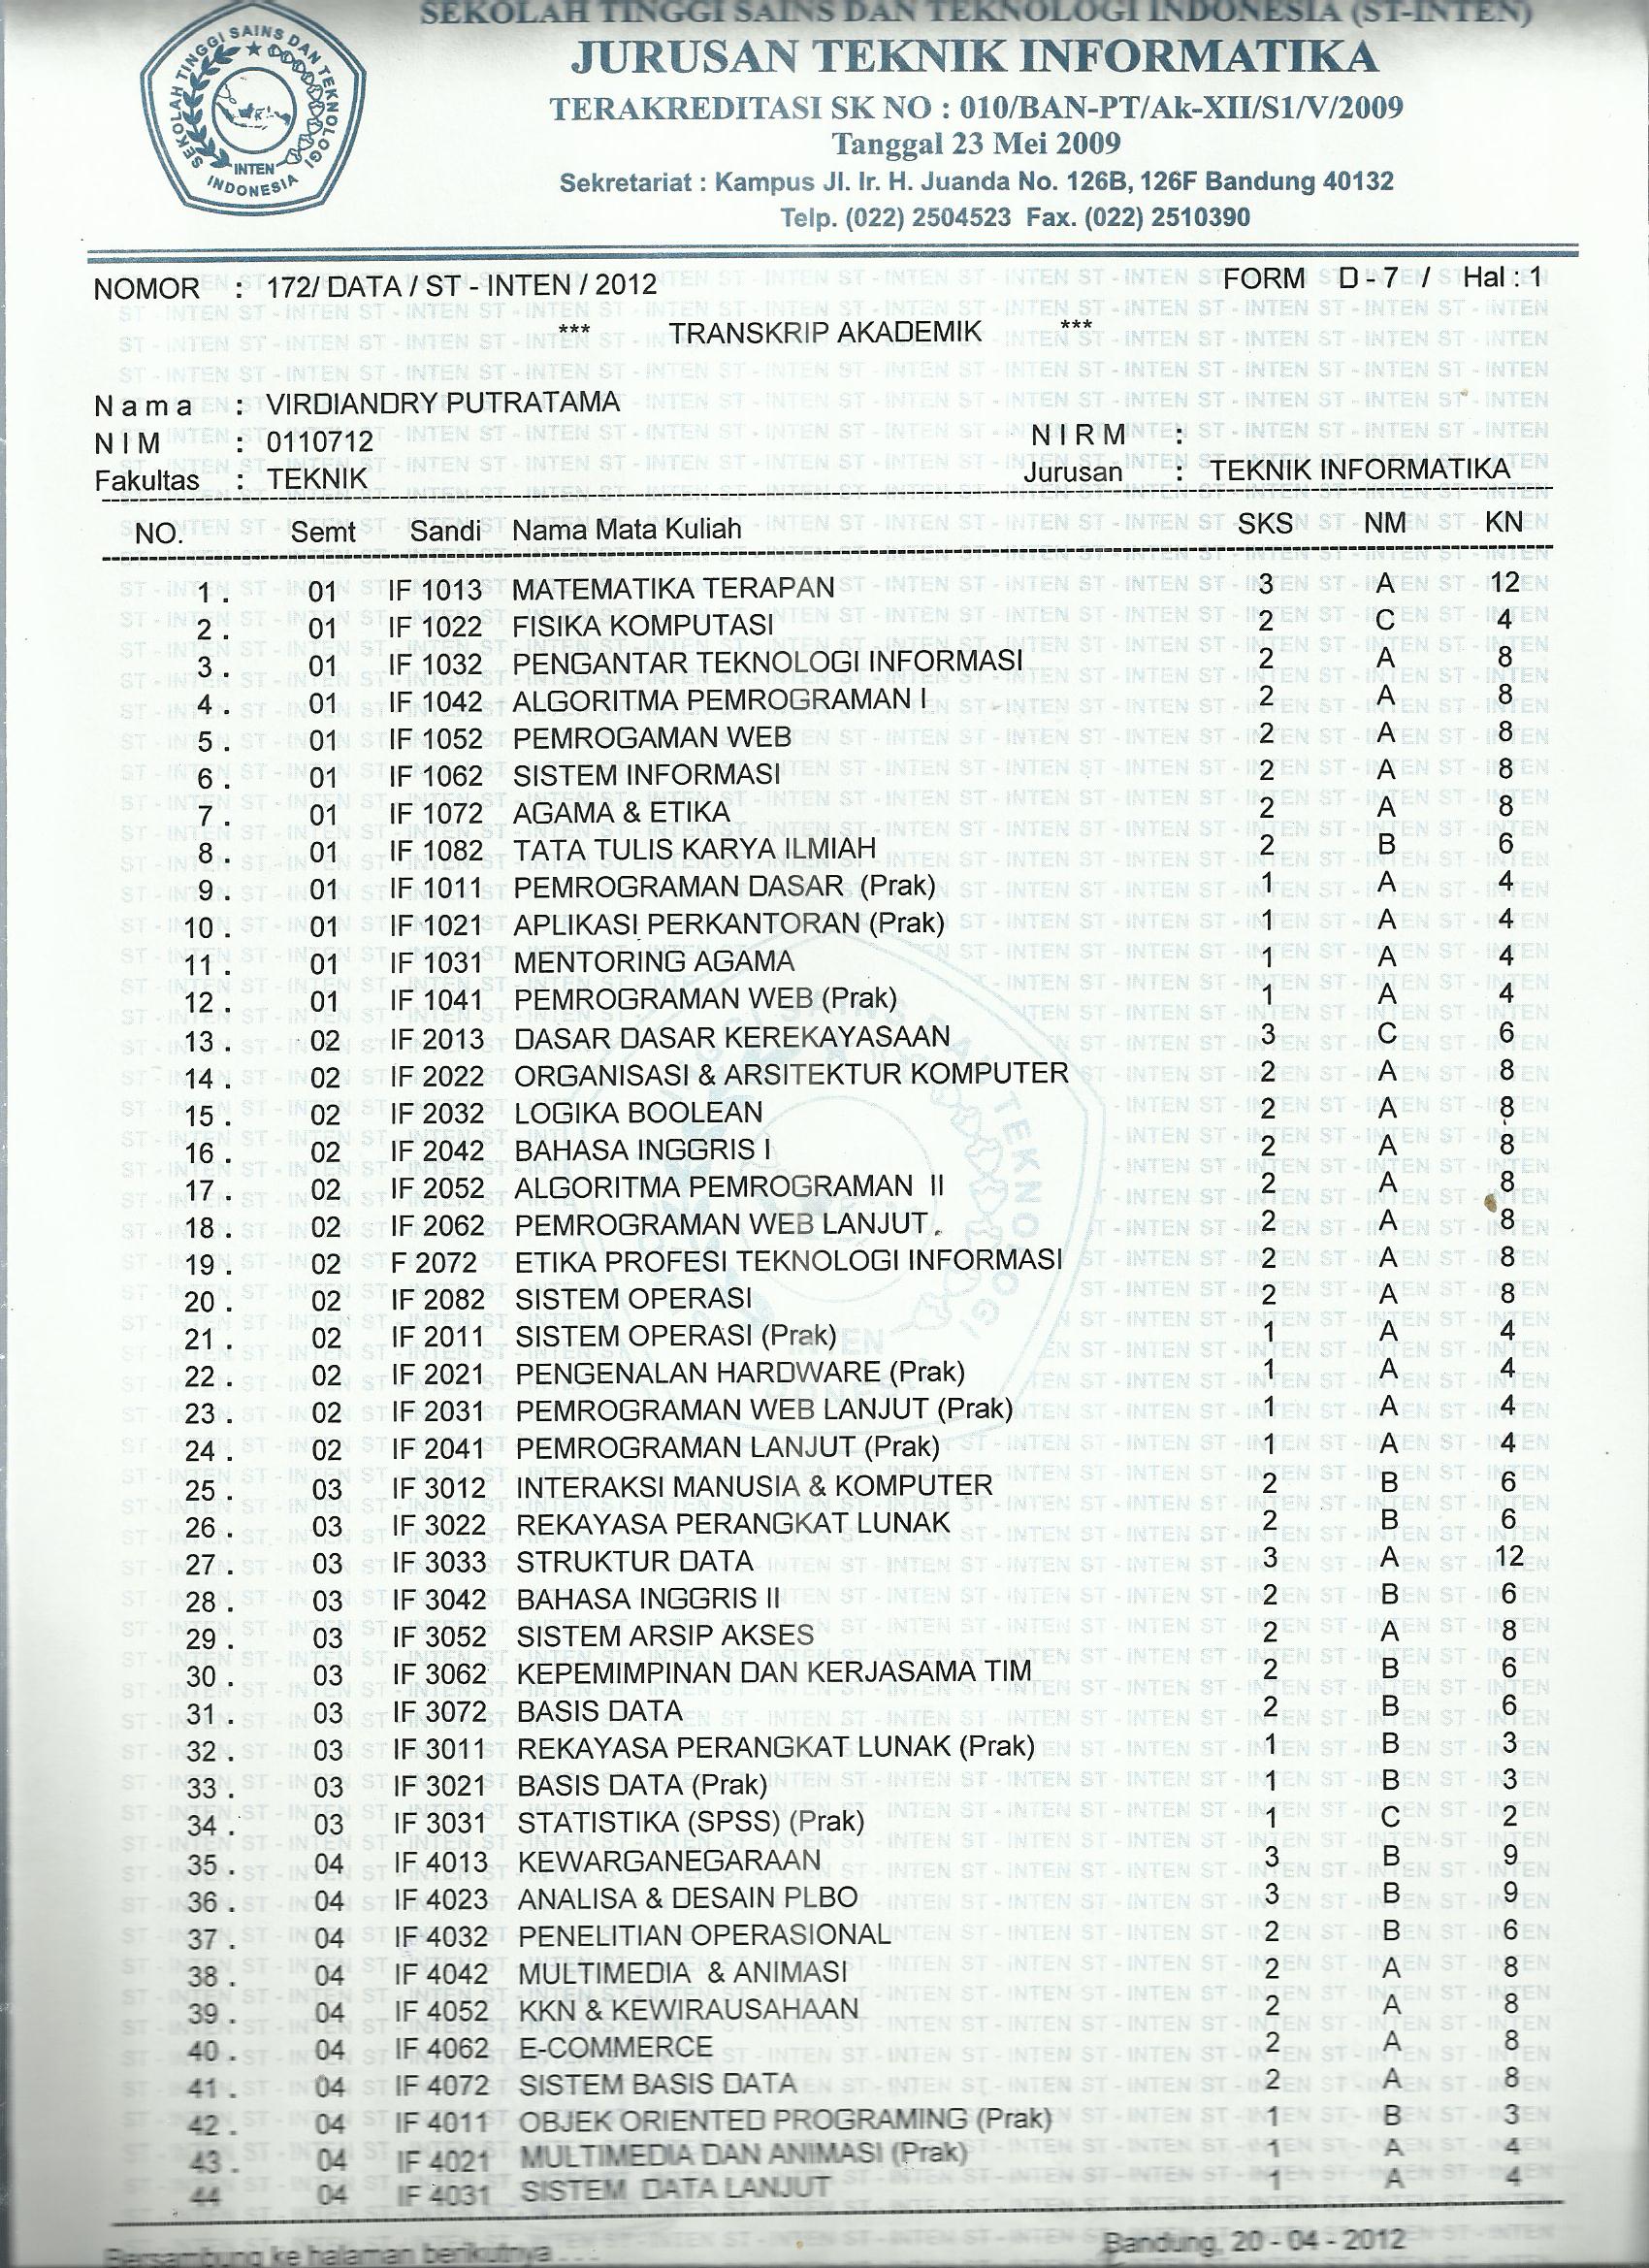 SEKOLAH TINGGI SAINS DAN TEKNOLOGI INDONESIA (ST-INTEN)
JURUSAN TEKNIK INFORMATIKA
TERAKREDITASI SK NO : 010/BAN-PT/Ak-XII/S1/V/2009
Tanggal 23 Mei 2009
Sekretariat : Kampus Jl. Ir. H. Juanda No. 126B, 126F Bandung 40132
Telp. (022) 2504523 Fax. (022) 2510390
SEKOLAH TINGGI SAINS DAN TEKNOLOGI
INTEN
INDONESIA
NOMOR : 172/ DATA / ST - INTEN / 2012 FORM D - 7 / Hal : 1
*** TRANSKRIP AKADEMIK ***
Nama : VIRDIANDRY PUTRATAMA
NIM : 0110712 NIRM :
Fakultas : TEKNIK Jurusan : TEKNIK INFORMATIKA
NO. Semt Sandi Nama Mata Kuliah SKS NM KN
1. 01 IF 1013 MATEMATIKA TERAPAN 3 A 12
2. 01 IF 1022 FISIKA KOMPUTASI 2 C 4
3. 01 IF 1032 PENGANTAR TEKNOLOGI INFORMASI 2 A 8
4. 01 IF 1042 ALGORITMA PEMROGRAMAN I 2 A 8
5. 01 IF 1052 PEMROGAMAN WEB 2 A 8
6. 01 IF 1062 SISTEM INFORMASI 2 A 8
7. 01 IF 1072 AGAMA & ETIKA 2 A 8
8. 01 IF 1082 TATA TULIS KARYA ILMIAH 2 B 6
9. 01 IF 1011 PEMROGRAMAN DASAR (Prak) 1 A 4
10. 01 IF 1021 APLIKASI PERKANTORAN (Prak) 1 A 4
11. 01 IF 1031 MENTORING AGAMA 1 A 4
12. 01 IF 1041 PEMROGRAMAN WEB (Prak) 1 A 4
13. 02 IF 2013 DASAR DASAR KEREKAYASAAN 3 C 6
14. 02 IF 2022 ORGANISASI & ARSITEKTUR KOMPUTER 2 A 8
15. 02 IF 2032 LOGIKA BOOLEAN 2 A 8
16. 02 IF 2042 BAHASA INGGRIS I 2 A 8
17. 02 IF 2052 ALGORITMA PEMROGRAMAN II 2 A 8
18. 02 IF 2062 PEMROGRAMAN WEB LANJUT. 2 A 8
19. 02 F 2072 ETIKA PROFESI TEKNOLOGI INFORMASI 2 A 8
20. 02 IF 2082 SISTEM OPERASI 2 A 8
21. 02 IF 2011 SISTEM OPERASI (Prak) 1 A 4
22. 02 IF 2021 PENGENALAN HARDWARE (Prak) 1 A 4
23. 02 IF 2031 PEMROGRAMAN WEB LANJUT (Prak) 1 A 4
24. 02 IF 2041 PEMROGRAMAN LANJUT (Prak) 1 A 4
25. 03 IF 3012 INTERAKSI MANUSIA & KOMPUTER 2 B 6
26. 03 IF 3022 REKAYASA PERANGKAT LUNAK 2 B 6
27. 03 IF 3033 STRUKTUR DATA 3 A 12
28. 03 IF 3042 BAHASA INGGRIS II 2 B 6
29. 03 IF 3052 SISTEM ARSIP AKSES 2 A 8
30. 03 IF 3062 KEPEMIMPINAN DAN KERJASAMA TIM 2 B 6
31. 03 IF 3072 BASIS DATA 2 B 6
32. 03 IF 3011 REKAYASA PERANGKAT LUNAK (Prak) 1 B 3
33. 03 IF 3021 BASIS DATA (Prak) 1 B 3
34. 03 IF 3031 STATISTIKA (SPSS) (Prak) 1 C 2
35. 04 IF 4013 KEWARGANEGARAAN 3 B 9
36. 04 IF 4023 ANALISA & DESAIN PLBO 3 B 9
37. 04 IF 4032 PENELITIAN OPERASIONAL 2 B 6
38. 04 IF 4042 MULTIMEDIA & ANIMASI 2 A 8
39. 04 IF 4052 KKN & KEWIRAUSAHAAN 2 A 8
40. 04 IF 4062 E-COMMERCE 2 A 8
41. 04 IF 4072 SISTEM BASIS DATA 2 A 8
42. 04 IF 4011 OBJEK ORIENTED PROGRAMING (Prak) 1 B 3
43. 04 IF 4021 MULTIMEDIA DAN ANIMASI (Prak) 1 A 4
44 04 IF 4031 SISTEM DATA LANJUT 1 A 4
Bersambung ke halaman berikutnya . . . Bandung, 20 - 04 - 2012